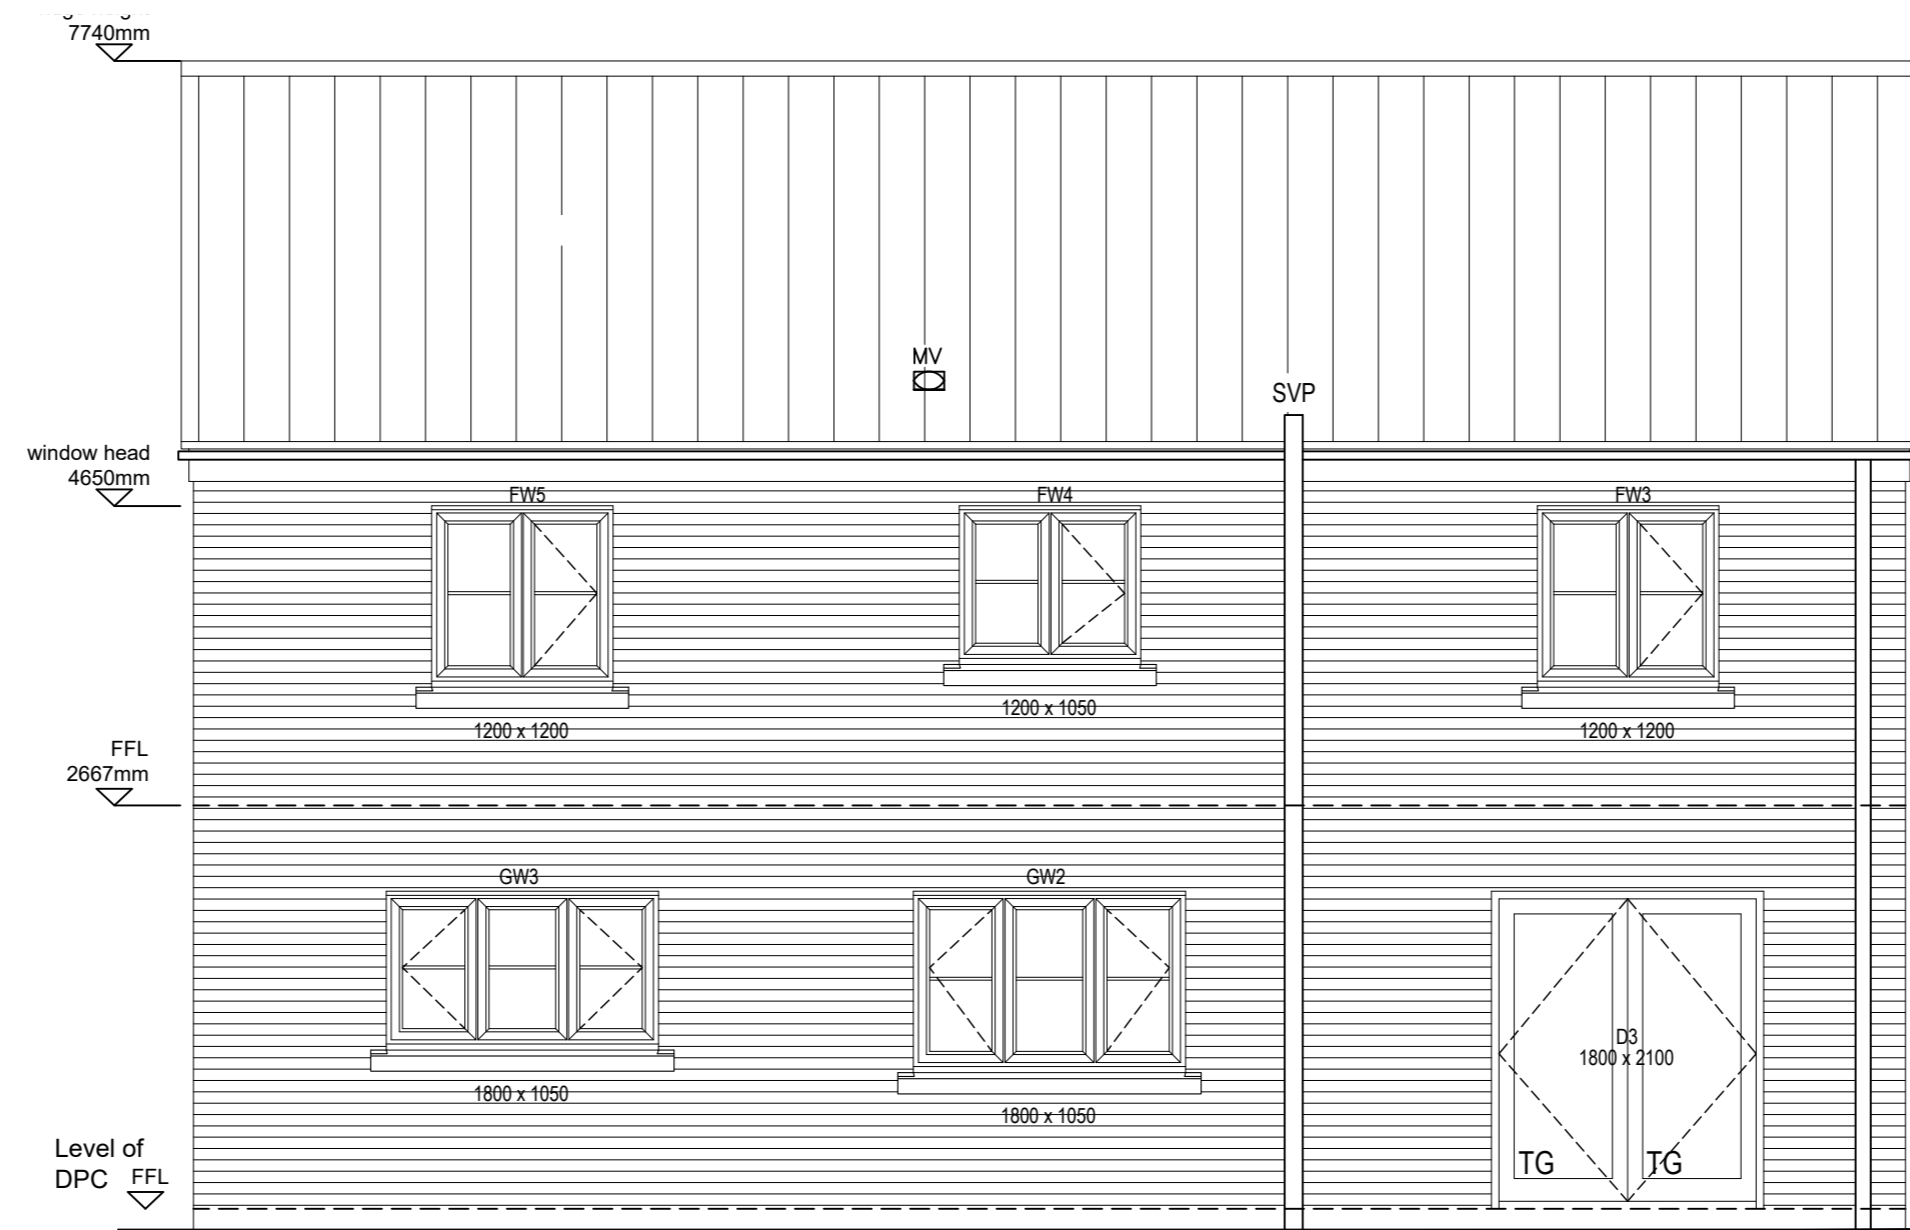 7740mm
MV
SVP
window head
4650mm
FW5
FW4
FW3
1200 x 1200
1200 x 1050
1200 x 1200
FFL
2667mm
GW3
GW2
1800 x 1050
1800 x 1050
D3
1800 x 2100
TG
TG
Level of
DPC
FFL